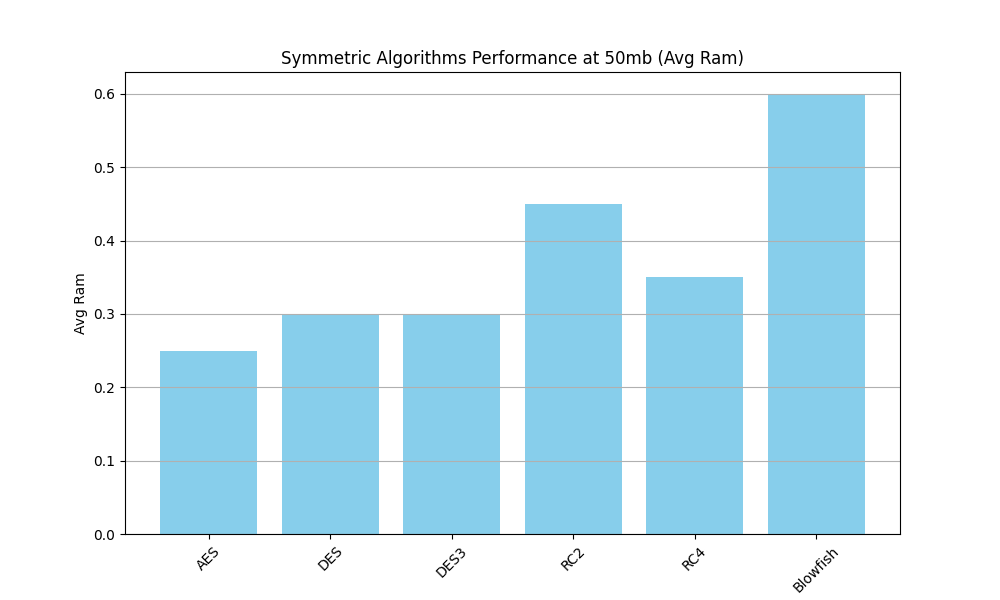 Symmetric Algorithms Performance at 50mb (Avg Ram)
Avg Ram
0.6
0.5
0.4
0.3
0.2
0.1
0.0
AES
DES
DES3
RC2
RC4
Blowfish